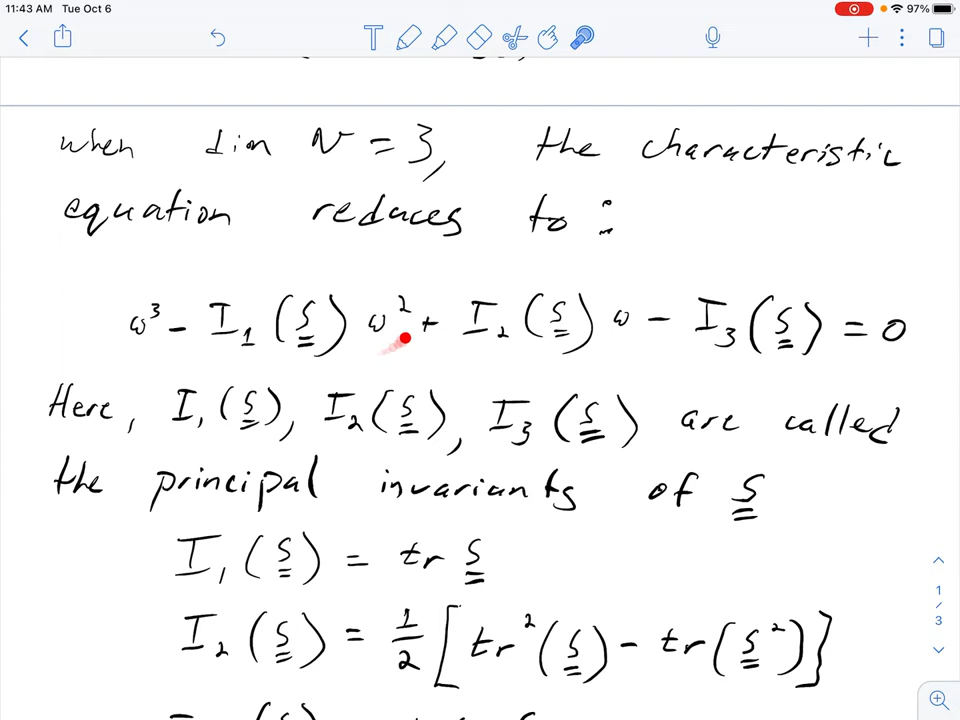 11:43 AM Tue Oct 6 97%
when dim V = 3, the characteristic
equation reduces to :
ω³ - I₁(S) ω² + I₂(S) ω - I₃(S) = 0
Here, I₁(S), I₂(S), I₃(S) are called
the principal invariants of S
I₁(S) = tr S
I₂(S) = 1/2 [tr²(S) - tr(S²)]
1
/
3